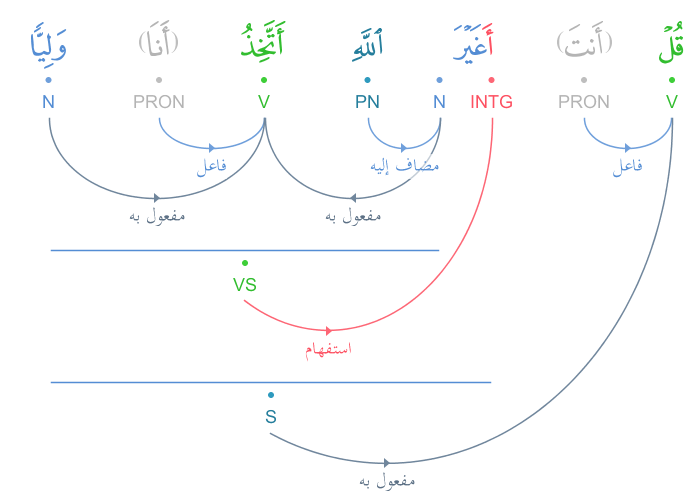 قُلْ (أَنتَ) أَغَيْرَ ٱللَّهِ أَتَّخِذُ (أَنَا) وَلِيًّا
V PRON INTG N PN V PRON N
فاعل مضاف إليه فاعل
مفعول به مفعول به
VS
استفهام
S
مفعول به